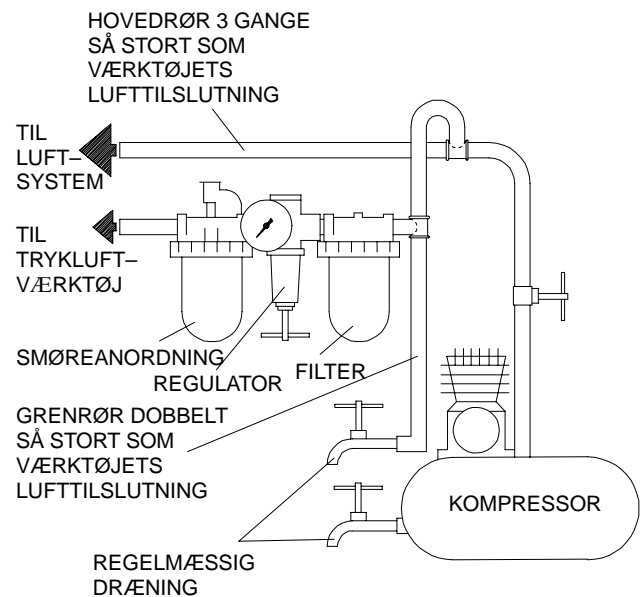 HOVEDRØR 3 GANGE
SÅ STORT SOM
VÆRKTØJETS
LUFTTILSLUTNING
TIL
LUFT–
SYSTEM
TIL
TRYKLUFT–
VÆRKTØJ
SMØREANORDNING
REGULATOR
FILTER
GRENRØR DOBBELT
SÅ STORT SOM
VÆRKTØJETS
LUFTTILSLUTNING
KOMPRESSOR
REGELMÆSSIG
DRÆNING